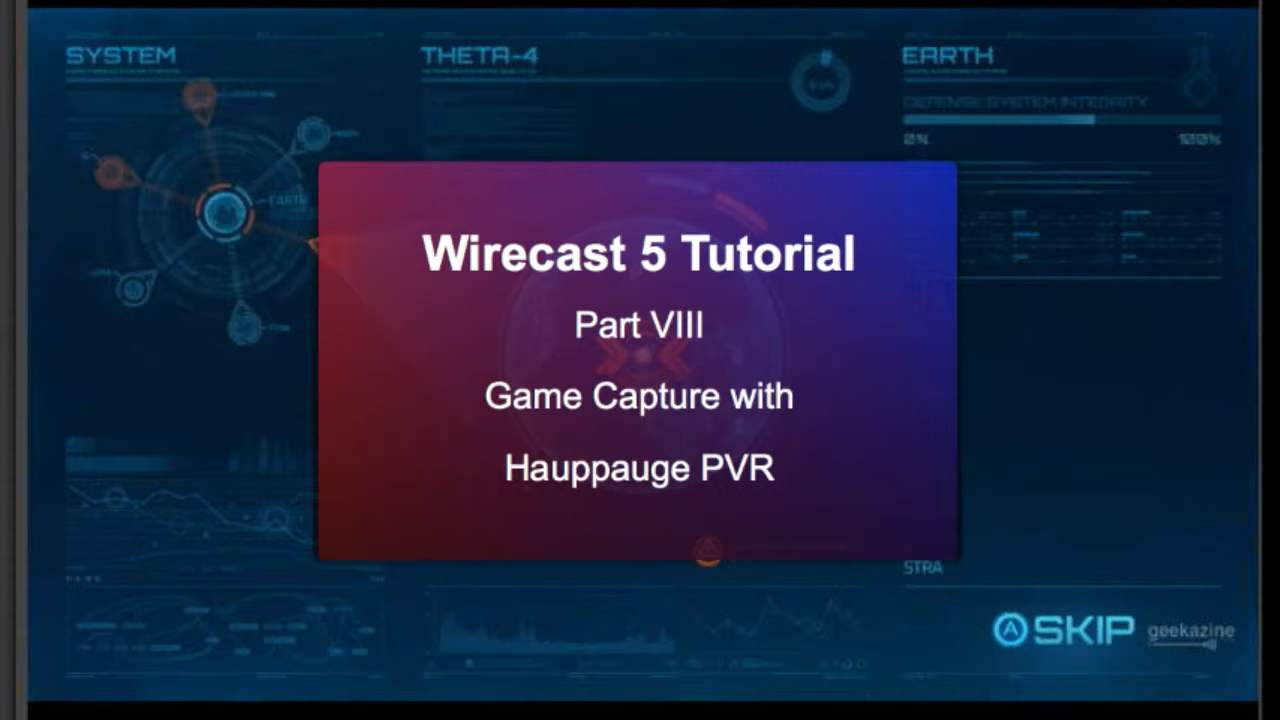 SYSTEM
THETA-4
EARTH
DEFENSE SYSTEM INTEGRITY
0%
100%
EARTH
Wirecast 5 Tutorial
Part VIII
Game Capture with
Hauppauge PVR
STRA
A SKIP
geekazine